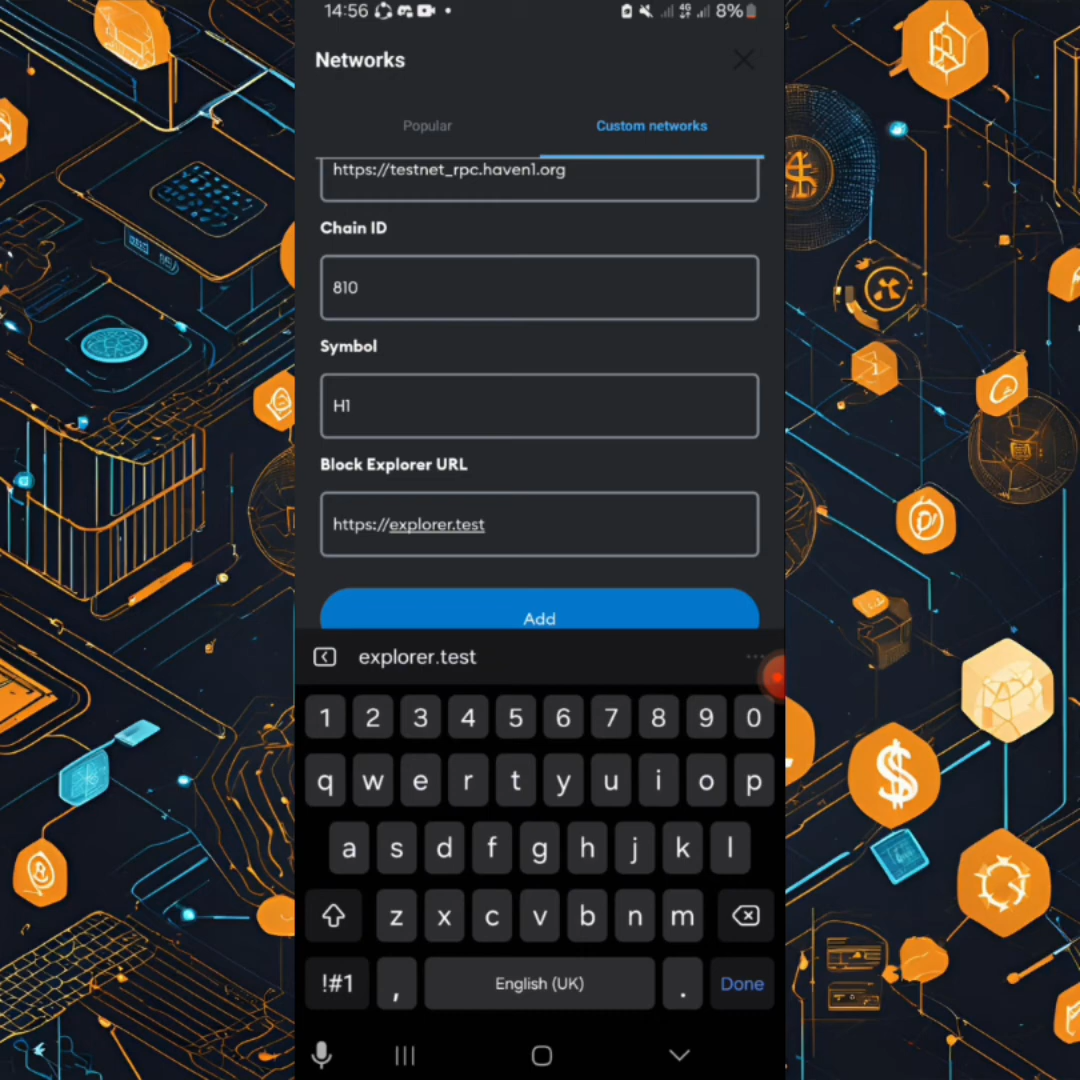 14:56 4G 8%
Networks
Popular Custom networks
https://testnet_rpc.haven1.org
Chain ID
810
Symbol
H1
Block Explorer URL
https://explorer.test
Add
explorer.test
1 2 3 4 5 6 7 8 9 0
q w e r t y u i o p
a s d f g h j k l
z x c v b n m
!#1 , English (UK) . Done